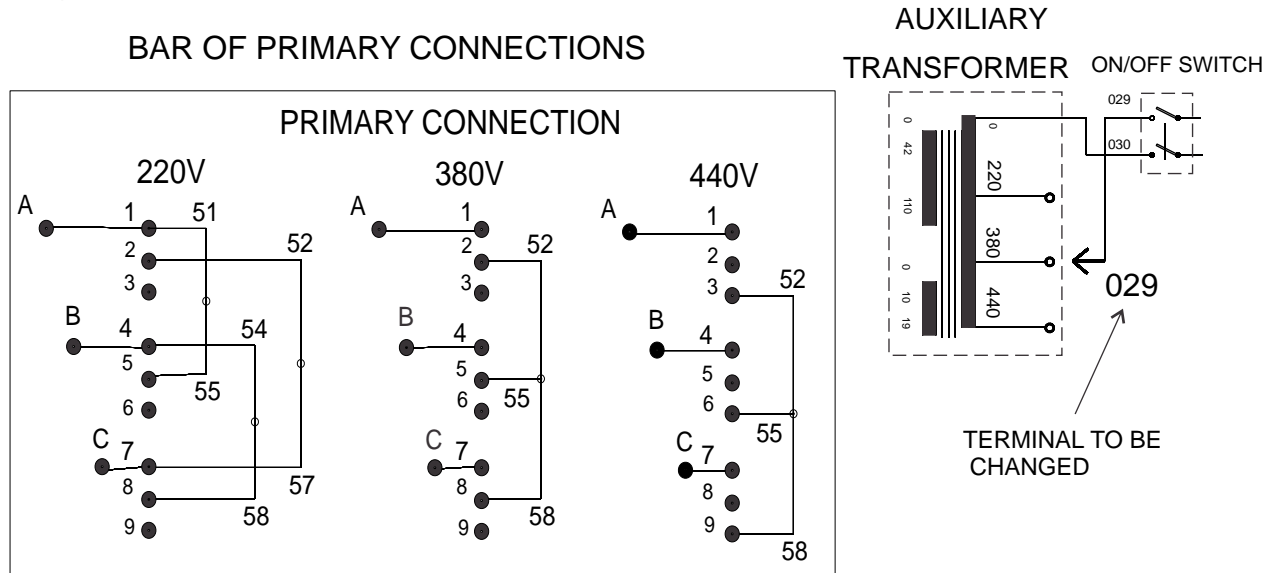 BAR OF PRIMARY CONNECTIONS
PRIMARY CONNECTION
220V
A
1
51
2
52
3
B
4
54
5
55
6
C
7
57
8
58
9
380V
A
1
2
52
3
B
4
5
55
6
C
7
8
58
9
440V
A
1
2
3
52
B
4
5
6
55
C
7
8
9
58
AUXILIARY
TRANSFORMER
ON/OFF SWITCH
029
030
0
42
110
0
10
19
0
220
380
440
029
TERMINAL TO BE
CHANGED